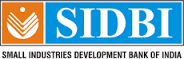 SIDBI
SMALL INDUSTRIES DEVELOPMENT BANK OF INDIA